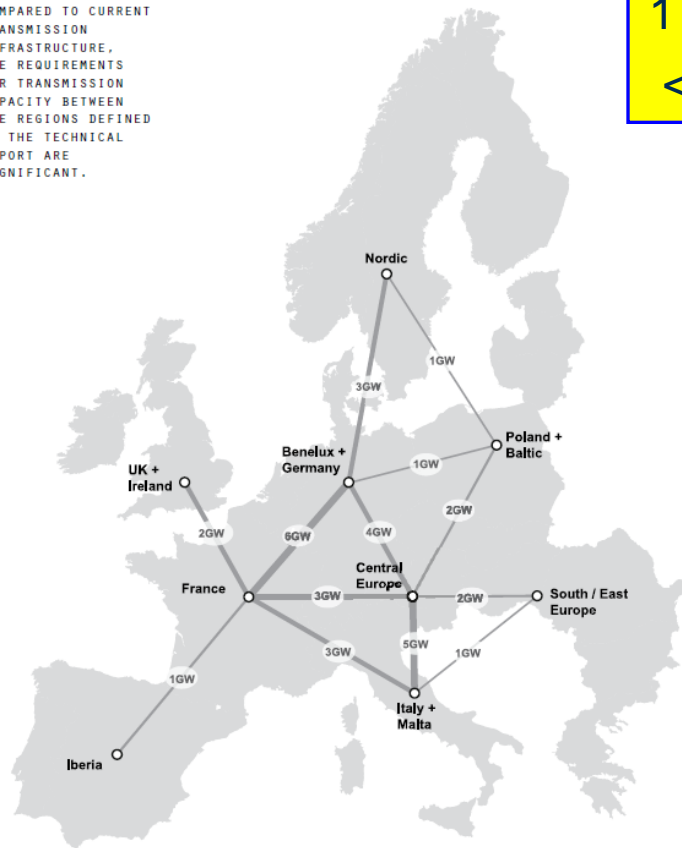 MPARED TO CURRENT
ANSMISSION
FRASTRUCTURE,
E REQUIREMENTS
R TRANSMISSION
PACITY BETWEEN
E REGIONS DEFINED
THE TECHNICAL
PORT ARE
GNIFICANT.
1
<
Nordic
1GW
3GW
Poland +
Baltic
Benelux +
Germany
1GW
UK +
Ireland
2GW
2GW
6GW
4GW
Central
Europe
France
3GW
2GW
South / East
Europe
3GW
5GW
1GW
1GW
Italy +
Malta
Iberia